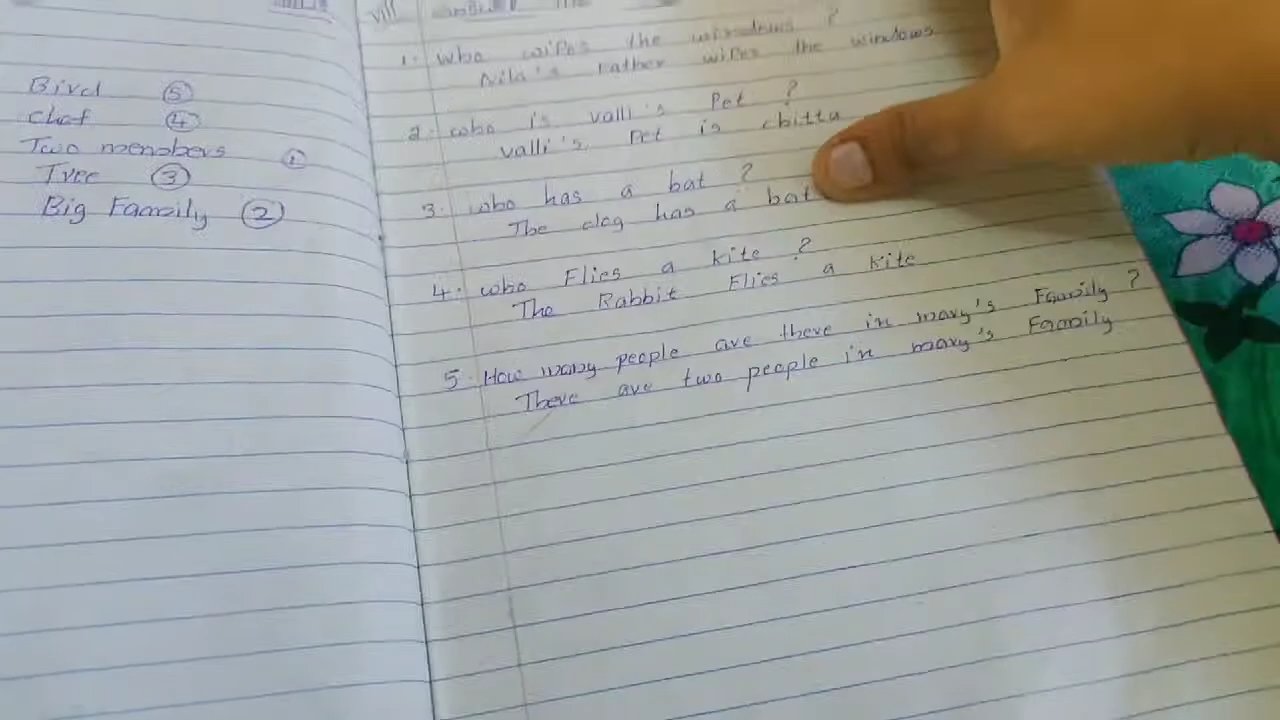 Bird 5
chef 4
Two menobers 1
Tree 3
Big Family 2
VIII
1. who wipes the windows ?
Nila's Father wipes the windows
2. who is valli's Pet ?
valli's Pet is chitta
3. who has a bat ?
The dog has a bat
4. who Flies a kite ?
The Rabbit Flies a kite
5. How many people are there in mary's Family ?
There are two people in mary's Family